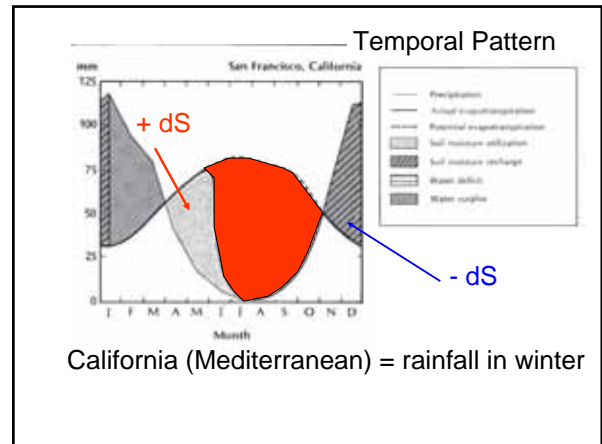 Temporal Pattern
mm
San Francisco, California
125
100
75
50
25
0
+ dS
- dS
J F M A M J J A S O N D
Month
Precipitation
Actual evapotranspiration
Potential evapotranspiration
Soil moisture utilization
Soil moisture recharge
Water deficit
Water surplus
California (Mediterranean) = rainfall in winter